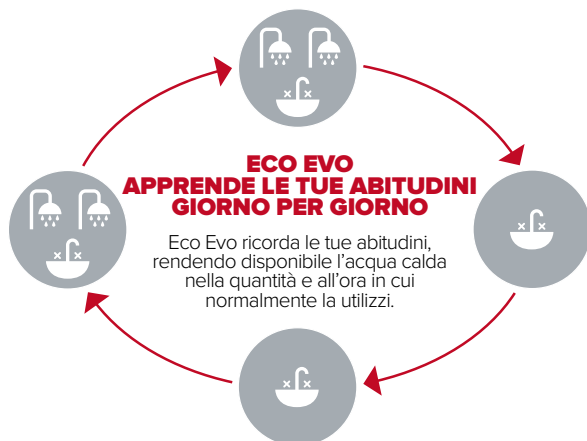 ECO EVO
APPRENDE LE TUE ABITUDINI
GIORNO PER GIORNO
Eco Evo ricorda le tue abitudini,
rendendo disponibile l’acqua calda
nella quantità e all’ora in cui
normalmente la utilizzi.